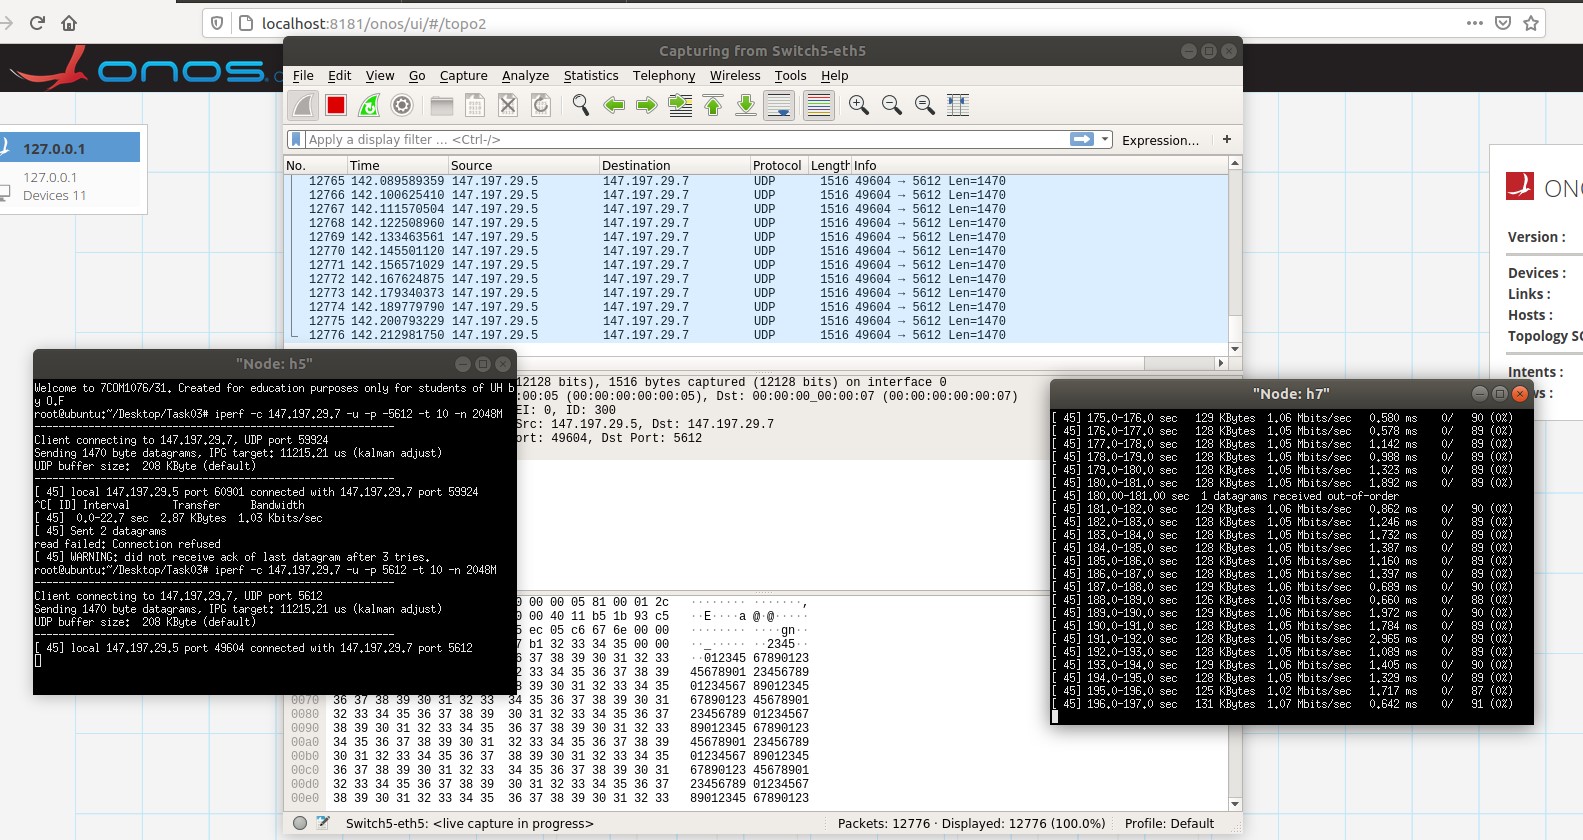 localhost:8181/onos/ui/#/topo2
onos.
Capturing from Switch5-eth5
File Edit View Go Capture Analyze Statistics Telephony Wireless Tools Help
Apply a display filter ... <Ctrl-/>
Expression... +
127.0.0.1
127.0.0.1
Devices 11
No. Time Source Destination Protocol Length Info
12765 142.089589359 147.197.29.5 147.197.29.7 UDP 1516 49604 → 5612 Len=1470
12766 142.100625410 147.197.29.5 147.197.29.7 UDP 1516 49604 → 5612 Len=1470
12767 142.111570504 147.197.29.5 147.197.29.7 UDP 1516 49604 → 5612 Len=1470
12768 142.122508960 147.197.29.5 147.197.29.7 UDP 1516 49604 → 5612 Len=1470
12769 142.133463561 147.197.29.5 147.197.29.7 UDP 1516 49604 → 5612 Len=1470
12770 142.145501120 147.197.29.5 147.197.29.7 UDP 1516 49604 → 5612 Len=1470
12771 142.156571029 147.197.29.5 147.197.29.7 UDP 1516 49604 → 5612 Len=1470
12772 142.167624875 147.197.29.5 147.197.29.7 UDP 1516 49604 → 5612 Len=1470
12773 142.179340373 147.197.29.5 147.197.29.7 UDP 1516 49604 → 5612 Len=1470
12774 142.189779790 147.197.29.5 147.197.29.7 UDP 1516 49604 → 5612 Len=1470
12775 142.200793229 147.197.29.5 147.197.29.7 UDP 1516 49604 → 5612 Len=1470
12776 142.212981750 147.197.29.5 147.197.29.7 UDP 1516 49604 → 5612 Len=1470
ONO
Version :
Devices :
Links :
Hosts :
Topology SC
Intents :
ws :
"Node: h5"
Welcome to 7COM1076/31. Created for education purposes only for students of UH b
y O.F
root@ubuntu:~/Desktop/Task03# iperf -c 147.197.29.7 -u -p -5612 -t 10 -n 2048M
------------------------------------------------------------
Client connecting to 147.197.29.7, UDP port 59924
Sending 1470 byte datagrams, IPG target: 11215.21 us (kalman adjust)
UDP buffer size:  208 KByte (default)
------------------------------------------------------------
[ 45] local 147.197.29.5 port 60901 connected with 147.197.29.7 port 59924
^C[ ID] Interval       Transfer     Bandwidth
[ 45]  0.0-22.7 sec  2.87 KBytes  1.03 Kbits/sec
[ 45] Sent 2 datagrams
read failed: Connection refused
[ 45] WARNING: did not receive ack of last datagram after 3 tries.
root@ubuntu:~/Desktop/Task03# iperf -c 147.197.29.7 -u -p 5612 -t 10 -n 2048M
------------------------------------------------------------
Client connecting to 147.197.29.7, UDP port 5612
Sending 1470 byte datagrams, IPG target: 11215.21 us (kalman adjust)
UDP buffer size:  208 KByte (default)
------------------------------------------------------------
[ 45] local 147.197.29.5 port 49604 connected with 147.197.29.7 port 5612
12128 bits), 1516 bytes captured (12128 bits) on interface 0
:00:05 (00:00:00:00:00:05), Dst: 00:00:00_00:00:07 (00:00:00:00:00:07)
EI: 0, ID: 300
Src: 147.197.29.5, Dst: 147.197.29.7
ort: 49604, Dst Port: 5612
0 00 00 05 81 00 01 2c ········ ·······,
0 00 40 11 b5 1b 93 c5 ··E····a @·@·····
5 ec 05 c6 67 6e 00 00 ········ ····gn··
7 b1 32 33 34 35 00 00 ··_····· ··2345··
36 37 38 39 30 31 32 33 ··012345 67890123
32 33 34 35 36 37 38 39 45678901 23456789
38 39 30 31 32 33 34 35 01234567 89012345
0070 36 37 38 39 30 31 32 33 34 35 36 37 38 39 30 31 67890123 45678901
0080 32 33 34 35 36 37 38 39 30 31 32 33 34 35 36 37 23456789 01234567
0090 38 39 30 31 32 33 34 35 36 37 38 39 30 31 32 33 89012345 67890123
00a0 34 35 36 37 38 39 30 31 32 33 34 35 36 37 38 39 45678901 23456789
00b0 30 31 32 33 34 35 36 37 38 39 30 31 32 33 34 35 01234567 89012345
00c0 36 37 38 39 30 31 32 33 34 35 36 37 38 39 30 31 67890123 45678901
00d0 32 33 34 35 36 37 38 39 30 31 32 33 34 35 36 37 23456789 01234567
00e0 38 39 30 31 32 33 34 35 36 37 38 39 30 31 32 33 89012345 67890123
"Node: h7"
[ 45] 175.0-176.0 sec   129 KBytes  1.06 Mbits/sec   0.580 ms    0/   90 (0%)
[ 45] 176.0-177.0 sec   128 KBytes  1.05 Mbits/sec   0.578 ms    0/   89 (0%)
[ 45] 177.0-178.0 sec   128 KBytes  1.05 Mbits/sec   1.142 ms    0/   89 (0%)
[ 45] 178.0-179.0 sec   128 KBytes  1.05 Mbits/sec   0.988 ms    0/   89 (0%)
[ 45] 179.0-180.0 sec   128 KBytes  1.05 Mbits/sec   1.323 ms    0/   89 (0%)
[ 45] 180.0-181.0 sec   128 KBytes  1.05 Mbits/sec   1.892 ms    0/   89 (0%)
[ 45] 180.00-181.00 sec  1 datagrams received out-of-order
[ 45] 181.0-182.0 sec   129 KBytes  1.06 Mbits/sec   0.862 ms    0/   90 (0%)
[ 45] 182.0-183.0 sec   128 KBytes  1.05 Mbits/sec   1.246 ms    0/   89 (0%)
[ 45] 183.0-184.0 sec   128 KBytes  1.05 Mbits/sec   1.732 ms    0/   89 (0%)
[ 45] 184.0-185.0 sec   128 KBytes  1.05 Mbits/sec   1.387 ms    0/   89 (0%)
[ 45] 185.0-186.0 sec   128 KBytes  1.05 Mbits/sec   1.160 ms    0/   89 (0%)
[ 45] 186.0-187.0 sec   128 KBytes  1.05 Mbits/sec   1.397 ms    0/   89 (0%)
[ 45] 187.0-188.0 sec   129 KBytes  1.06 Mbits/sec   0.689 ms    0/   90 (0%)
[ 45] 188.0-189.0 sec   126 KBytes  1.03 Mbits/sec   0.660 ms    0/   88 (0%)
[ 45] 189.0-190.0 sec   129 KBytes  1.06 Mbits/sec   1.972 ms    0/   90 (0%)
[ 45] 190.0-191.0 sec   128 KBytes  1.05 Mbits/sec   1.784 ms    0/   89 (0%)
[ 45] 191.0-192.0 sec   128 KBytes  1.05 Mbits/sec   2.965 ms    0/   89 (0%)
[ 45] 192.0-193.0 sec   128 KBytes  1.05 Mbits/sec   1.089 ms    0/   89 (0%)
[ 45] 193.0-194.0 sec   129 KBytes  1.06 Mbits/sec   1.405 ms    0/   90 (0%)
[ 45] 194.0-195.0 sec   128 KBytes  1.05 Mbits/sec   1.329 ms    0/   89 (0%)
[ 45] 195.0-196.0 sec   125 KBytes  1.02 Mbits/sec   1.717 ms    0/   87 (0%)
[ 45] 196.0-197.0 sec   131 KBytes  1.07 Mbits/sec   0.642 ms    0/   91 (0%)
Switch5-eth5: <live capture in progress>
Packets: 12776 · Displayed: 12776 (100.0%)
Profile: Default